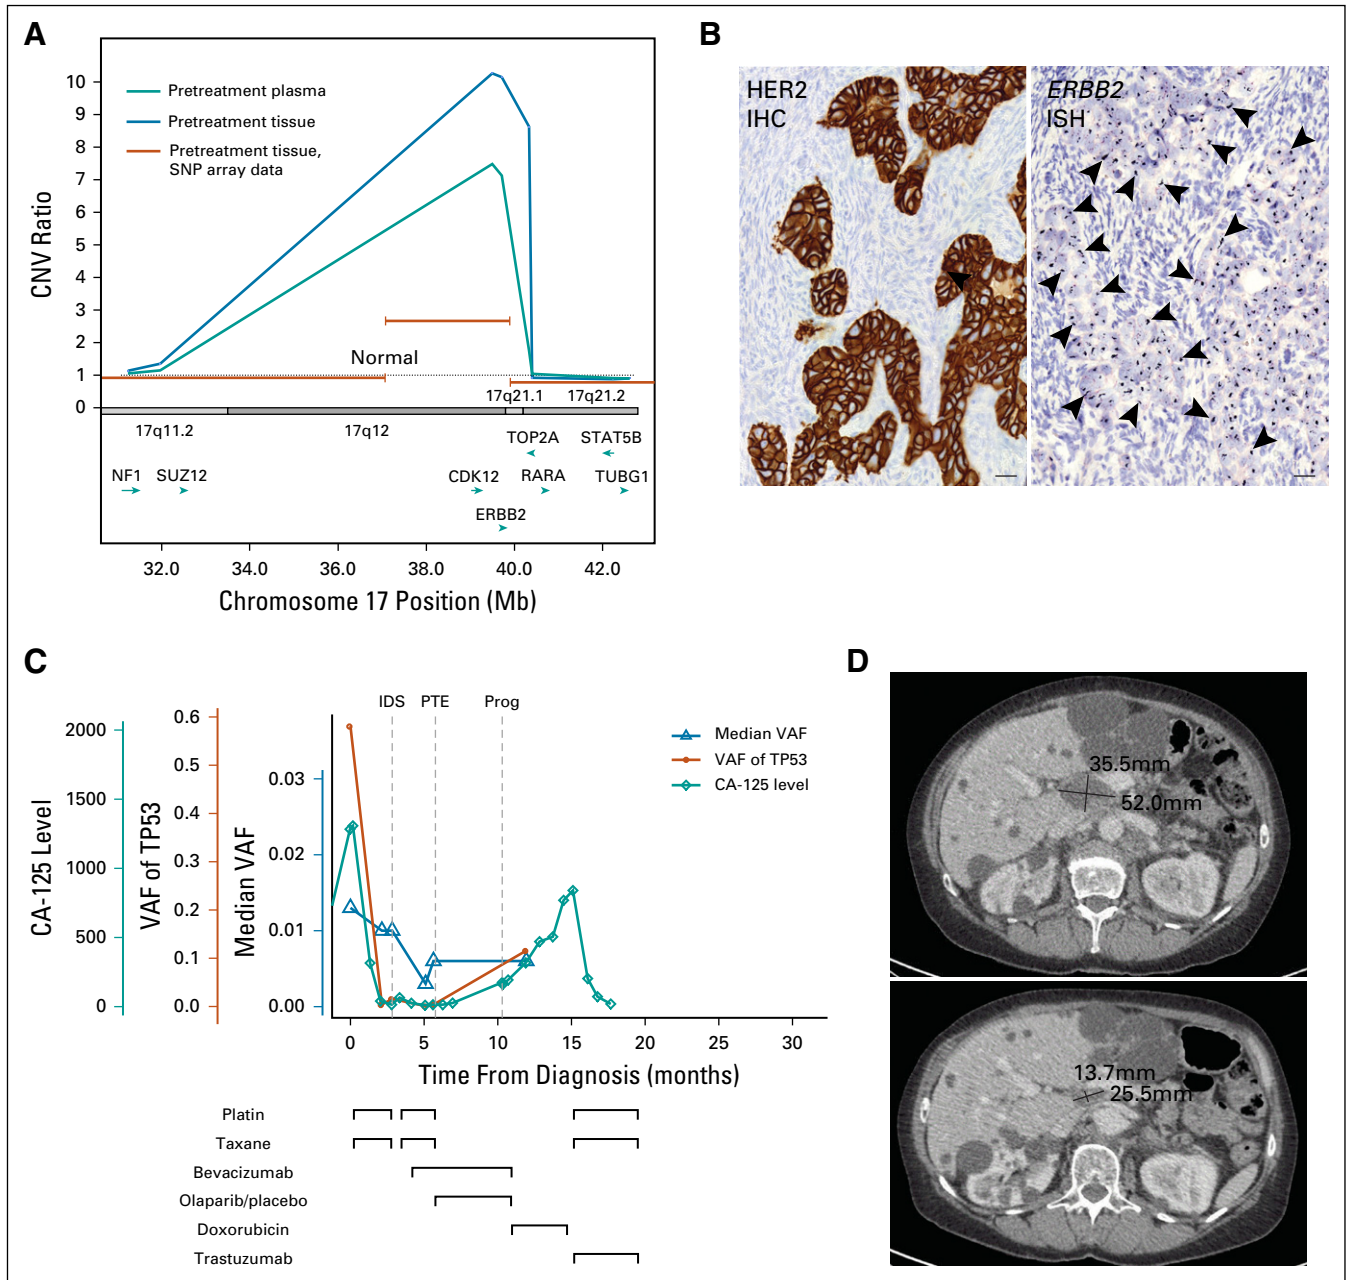 A
Pretreatment plasma
Pretreatment tissue
Pretreatment tissue,
SNP array data
CNV Ratio
10
9
8
7
6
5
4
3
2
1
0
Normal
17q21.1
17q21.2
17q11.2
17q12
TOP2A
STAT5B
NF1
SUZ12
CDK12
RARA
TUBG1
ERBB2
32.0
34.0
36.0
38.0
40.0
42.0
Chromosome 17 Position (Mb)
B
HER2
IHC
ERBB2
ISH
C
CA-125 Level
2000
1500
1000
500
0
VAF of TP53
0.6
0.5
0.4
0.3
0.2
0.1
0.0
Median VAF
0.03
0.02
0.01
0.00
IDS
PTE
Prog
Median VAF
VAF of TP53
CA-125 level
0
5
10
15
20
25
30
Time From Diagnosis (months)
Platin
Taxane
Bevacizumab
Olaparib/placebo
Doxorubicin
Trastuzumab
D
35.5mm
52.0mm
13.7mm
25.5mm